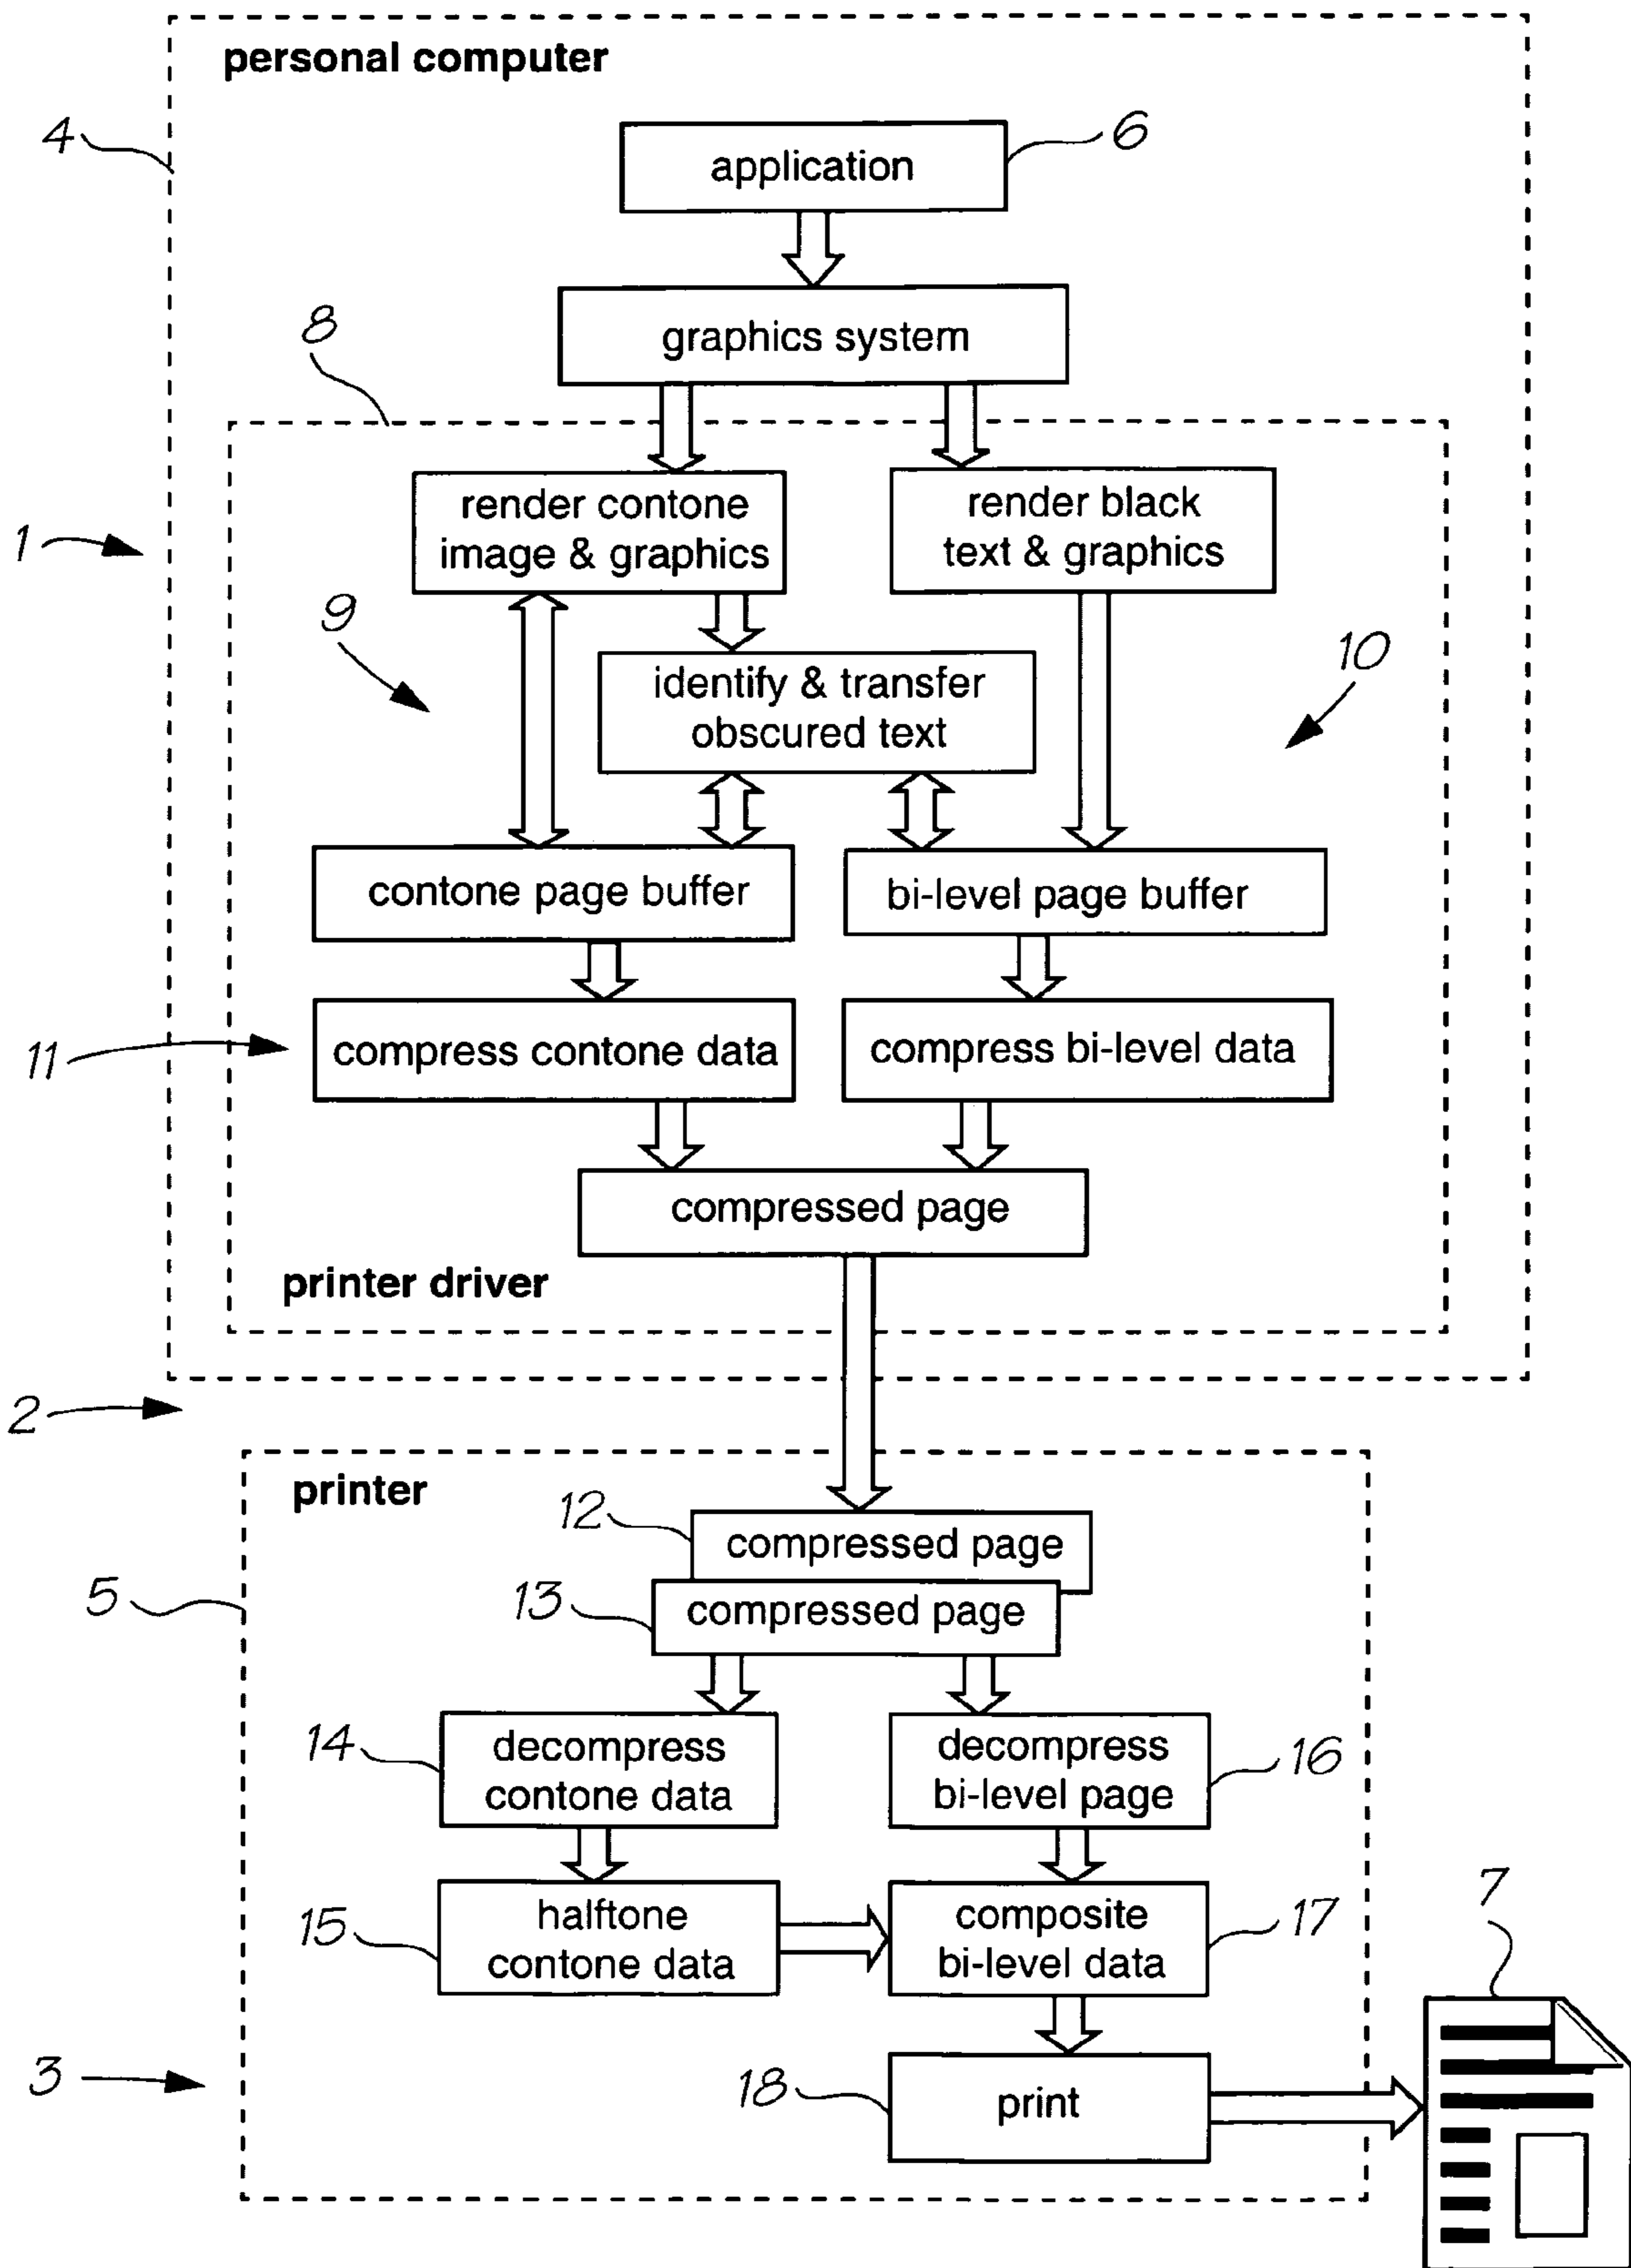 personal computer
4
application
6
graphics system
8
render contone
image & graphics
render black
text & graphics
1
9
identify & transfer
obscured text
10
contone page buffer
bi-level page buffer
11
compress contone data
compress bi-level data
compressed page
printer driver
2
printer
12
compressed page
5
13
compressed page
14
decompress
contone data
decompress
bi-level page
16
15
halftone
contone data
composite
bi-level data
17
7
3
18
print